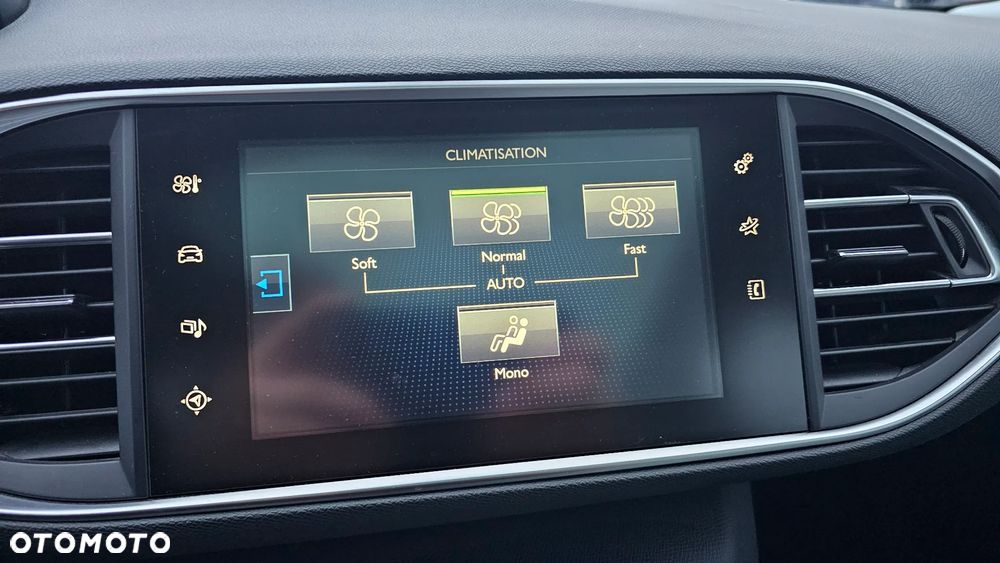 CLIMATISATION
Soft
Normal
Fast
AUTO
Mono
OTOMOTO